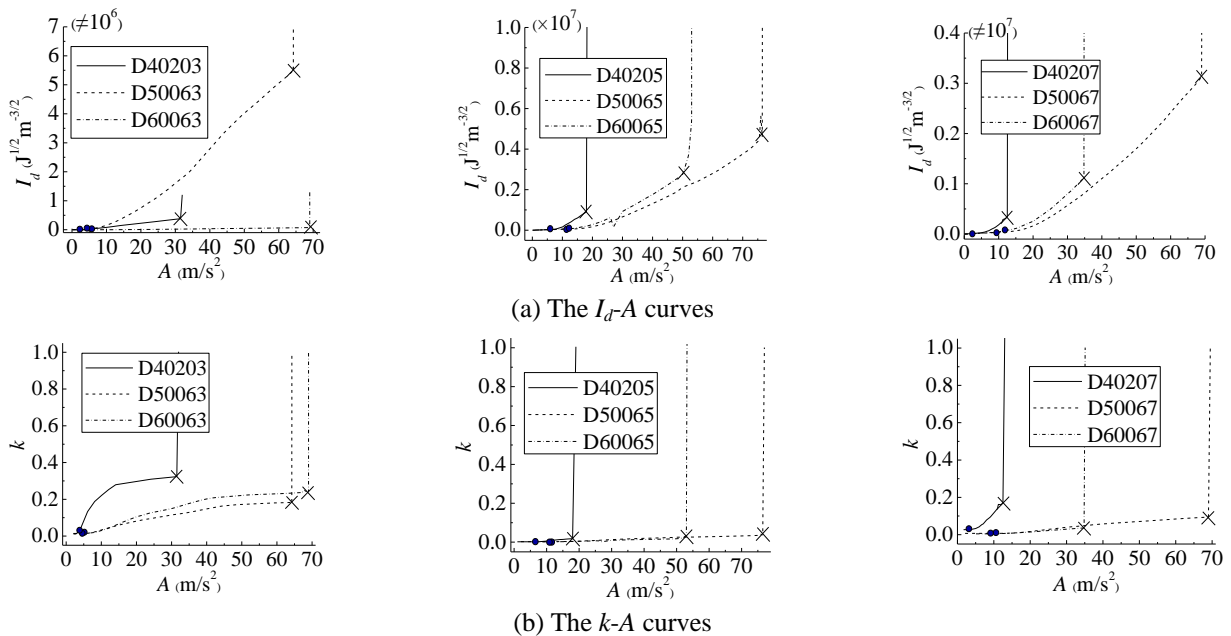 (≠10⁶)
7
6
5
4
3
2
1
0
I_d (J^{1/2}m^{-3/2})
D40203
D50063
D60063
0 10 20 30 40 50 60 70
A (m/s²)
(×10⁷)
1.0
0.8
0.6
0.4
0.2
0.0
I_d (J^{1/2}m^{-3/2})
D40205
D50065
D60065
0 10 20 30 40 50 60 70
A (m/s²)
(≠10⁷)
0.4
0.3
0.2
0.1
0.0
I_d (J^{1/2}m^{-3/2})
D40207
D50067
D60067
0 10 20 30 40 50 60 70
A (m/s²)
(a) The I_d-A curves
1.0
0.8
0.6
0.4
0.2
0.0
k
D40203
D50063
D60063
0 10 20 30 40 50 60 70
A (m/s²)
1.0
0.8
0.6
0.4
0.2
0.0
k
D40205
D50065
D60065
0 10 20 30 40 50 60 70
A (m/s²)
1.0
0.8
0.6
0.4
0.2
0.0
k
D40207
D50067
D60067
0 10 20 30 40 50 60 70
A (m/s²)
(b) The k-A curves